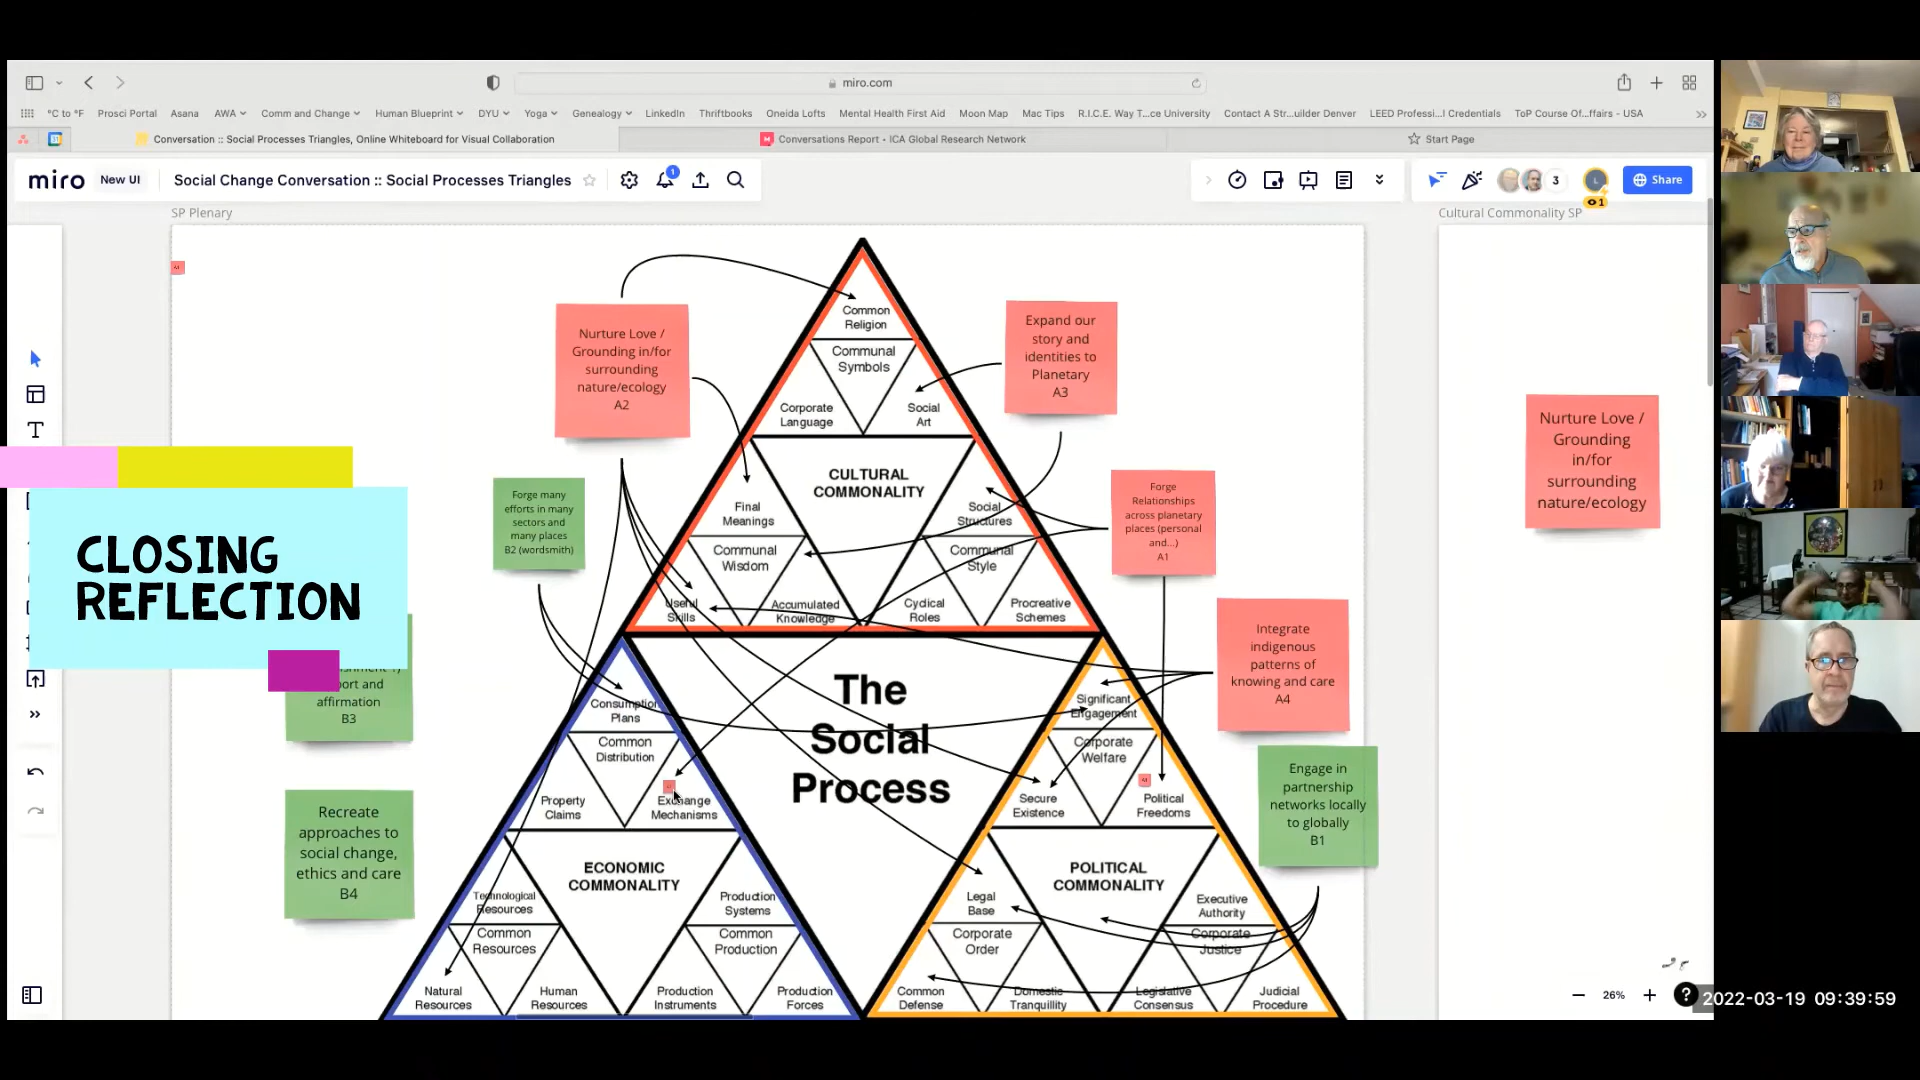 miro.com
°C to °F
Prosci Portal
Asana
AWA
Comm and Change
Human Blueprint
DYU
Yoga
Genealogy
LinkedIn
Thriftbooks
Oneida Lofts
Mental Health First Aid
Moon Map
Mac Tips
R.I.C.E. Way T...ce University
Contact A Str...uilder Denver
LEED Professi...l Credentials
ToP Course Of...ffairs - USA
Conversation :: Social Processes Triangles, Online Whiteboard for Visual Collaboration
Conversations Report - ICA Global Research Network
Start Page
miro
New UI
Social Change Conversation :: Social Processes Triangles
1
3
L
1
Share
SP Plenary
Cultural Commonality SP
Nurture Love /
Grounding in/for
surrounding
nature/ecology
A2
Expand our
story and
identities to
Planetary
A3
Common
Religion
Communal
Symbols
Corporate
Language
Social
Art
CULTURAL
COMMONALITY
Forge many
efforts in many
sectors and
many places
B2 (wordsmith)
Final
Meanings
Social
Structures
Communal
Wisdom
Communal
Style
Useful
Skills
Accumulated
Knowledge
Cyclical
Roles
Procreative
Schemes
Forge
Relationships
across planetary
places (personal
and...)
A1
Nurture Love /
Grounding
in/for
surrounding
nature/ecology
CLOSING
REFLECTION
affirmation
B3
Integrate
indigenous
patterns of
knowing and care
A4
Consumption
Plans
Common
Distribution
Property
Claims
Exchange
Mechanisms
The
Social
Process
Significant
Engagement
Corporate
Welfare
Secure
Existence
Political
Freedoms
Engage in
partnership
networks locally
to globally
B1
Recreate
approaches to
social change,
ethics and care
B4
ECONOMIC
COMMONALITY
Technological
Resources
Production
Systems
Common
Resources
Common
Production
Natural
Resources
Human
Resources
Production
Instruments
Production
Forces
POLITICAL
COMMONALITY
Legal
Base
Executive
Authority
Corporate
Order
Corporate
Justice
Common
Defense
Domestic
Tranquillity
Legislative
Consensus
Judicial
Procedure
26%
2022-03-19 09:39:59